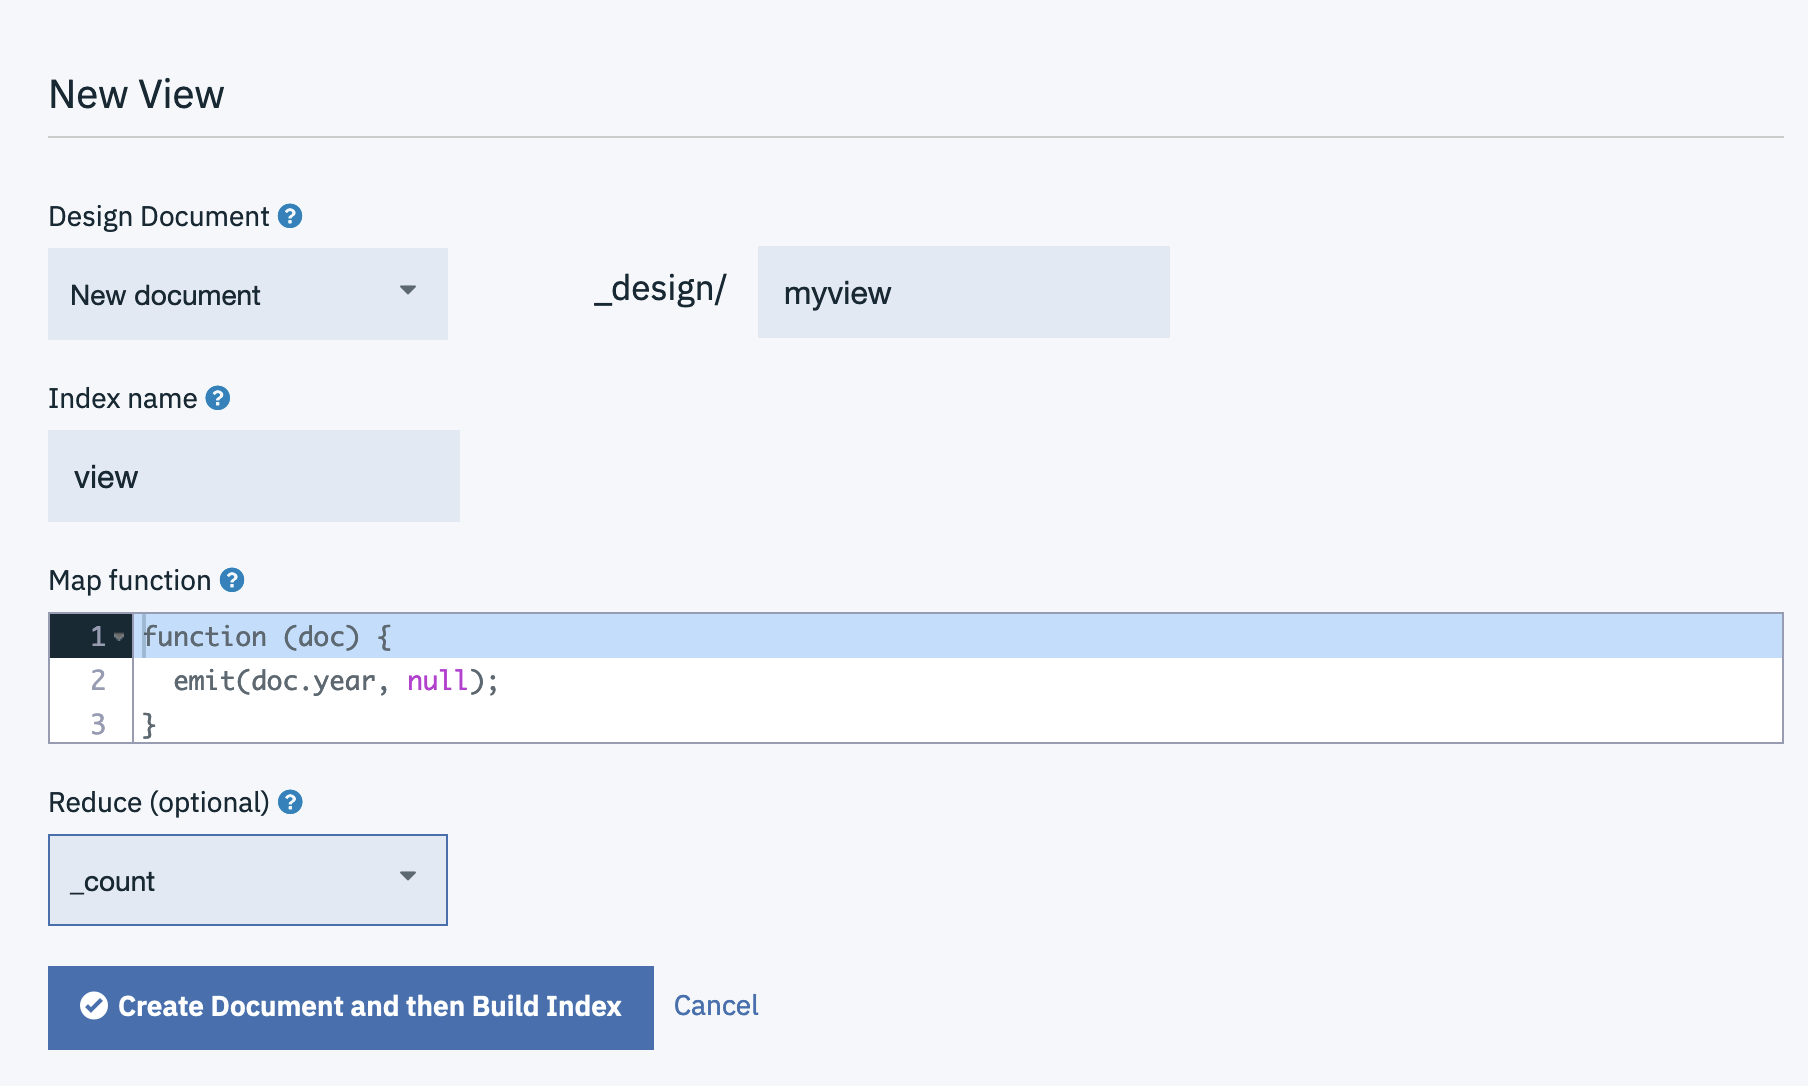 New View
Design Document ?
New document _design/ myview
Index name ?
view
Map function ?
1 function (doc) {
2 emit(doc.year, null);
3 }
Reduce (optional) ?
_count
Create Document and then Build Index Cancel